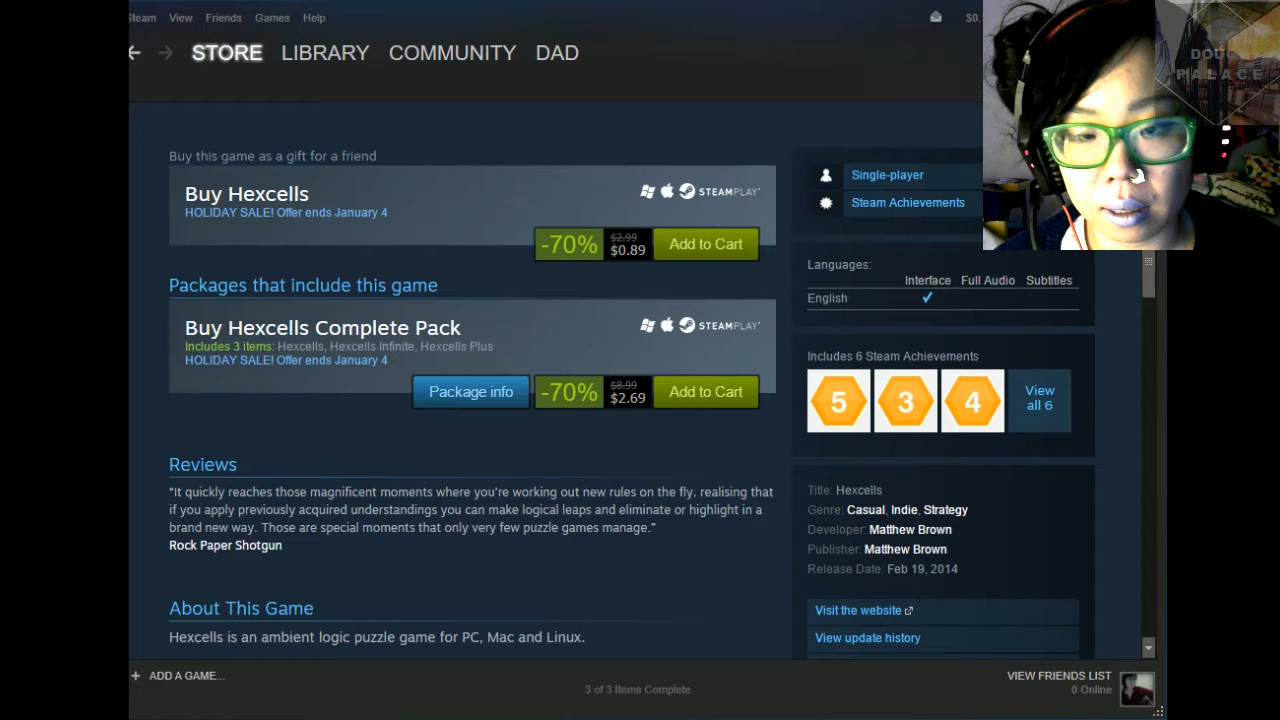 Steam View Friends Games Help
STORE LIBRARY COMMUNITY DAD
PALACE
Buy this game as a gift for a friend
Buy Hexcells
STEAMPLAY
HOLIDAY SALE! Offer ends January 4
-70% $2.99 $0.89 Add to Cart
Packages that include this game
Buy Hexcells Complete Pack
STEAMPLAY
Includes 3 items: Hexcells, Hexcells Infinite, Hexcells Plus
HOLIDAY SALE! Offer ends January 4
Package info -70% $8.99 $2.69 Add to Cart
Reviews
“It quickly reaches those magnificent moments where you're working out new rules on the fly, realising that
if you apply previously acquired understandings you can make logical leaps and eliminate or highlight in a
brand new way. Those are special moments that only very few puzzle games manage.”
Rock Paper Shotgun
About This Game
Hexcells is an ambient logic puzzle game for PC, Mac and Linux.
Single-player
Steam Achievements
Languages:
Interface Full Audio Subtitles
English
Includes 6 Steam Achievements
5 3 4 View
all 6
Title: Hexcells
Genre: Casual, Indie, Strategy
Developer: Matthew Brown
Publisher: Matthew Brown
Release Date: Feb 19, 2014
Visit the website
View update history
+ ADD A GAME...
3 of 3 Items Complete
VIEW FRIENDS LIST
0 Online